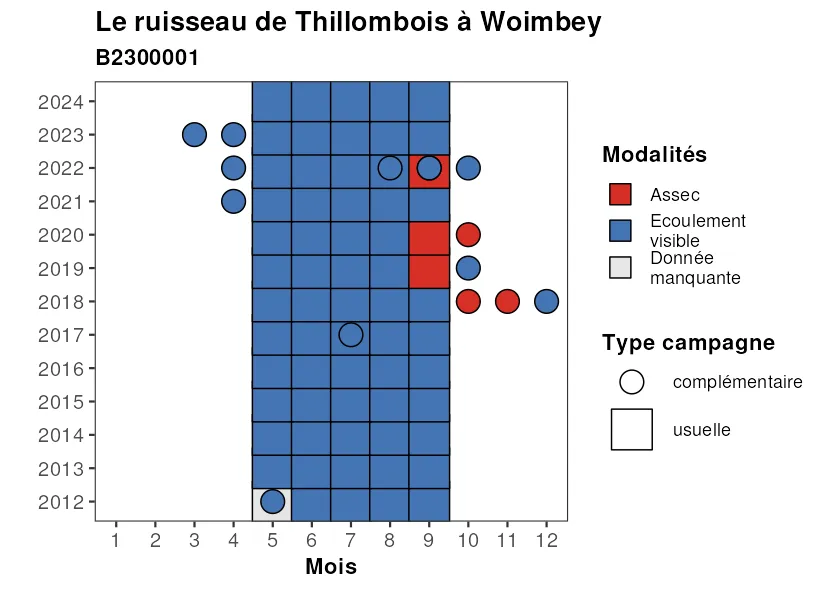 Le ruisseau de Thillombois à Woimbey
B2300001
2024
2023
2022
2021
2020
2019
2018
2017
2016
2015
2014
2013
2012
1 2 3 4 5 6 7 8 9 10 11 12
Mois
Modalités
Assec
Ecoulement
visible
Donnée
manquante
Type campagne
complémentaire
usuelle